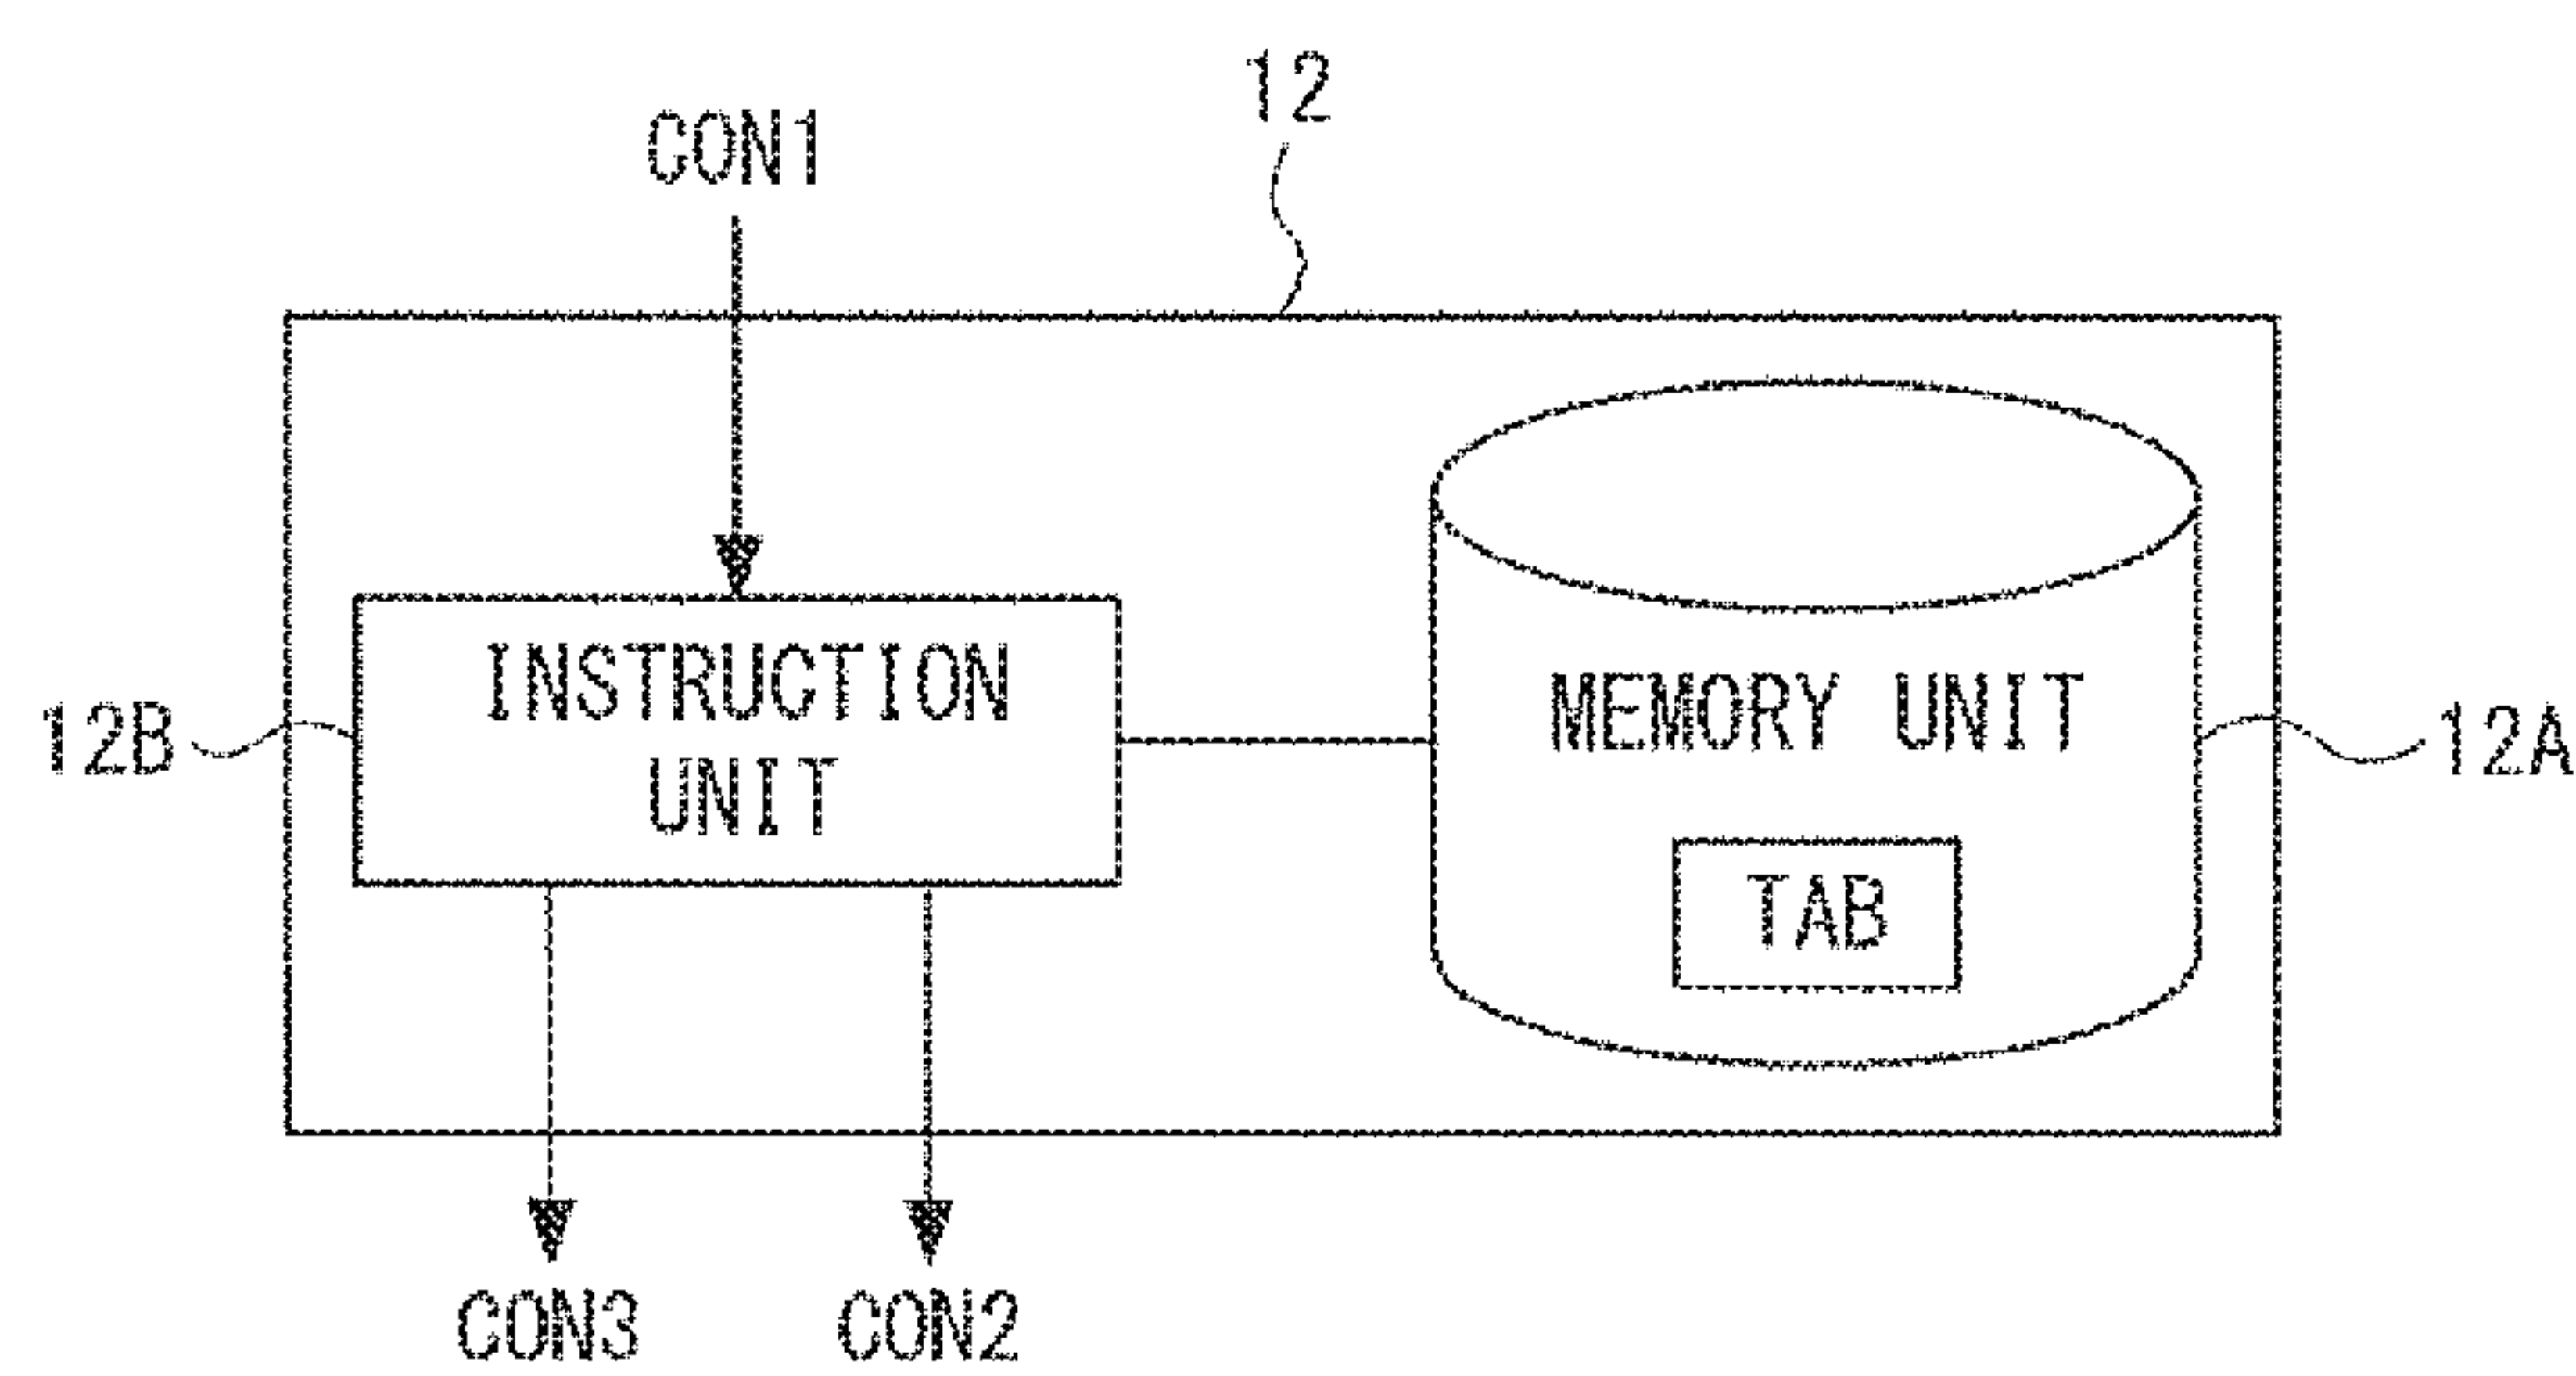 12
CON1
INSTRUCTION
UNIT
12B
MEMORY UNIT
12A
TAB
CON3
CON2